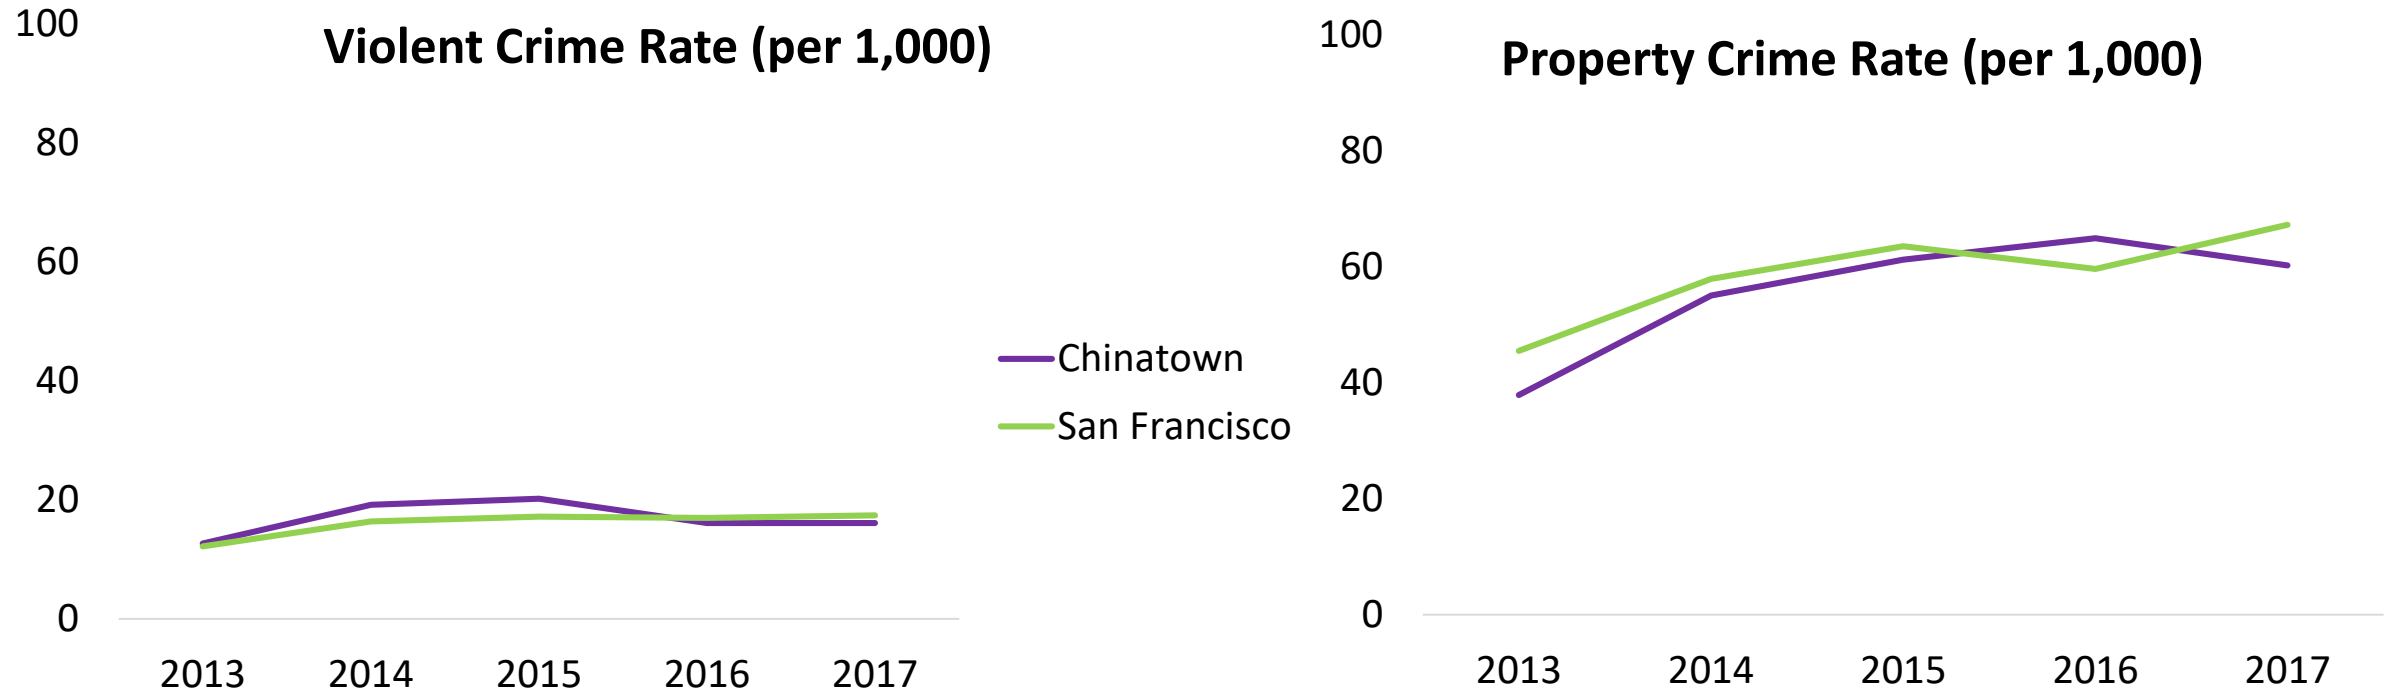 Violent Crime Rate (per 1,000)
100
80
60
40
20
0
2013 2014 2015 2016 2017
Chinatown
San Francisco
Property Crime Rate (per 1,000)
100
80
60
40
20
0
2013 2014 2015 2016 2017